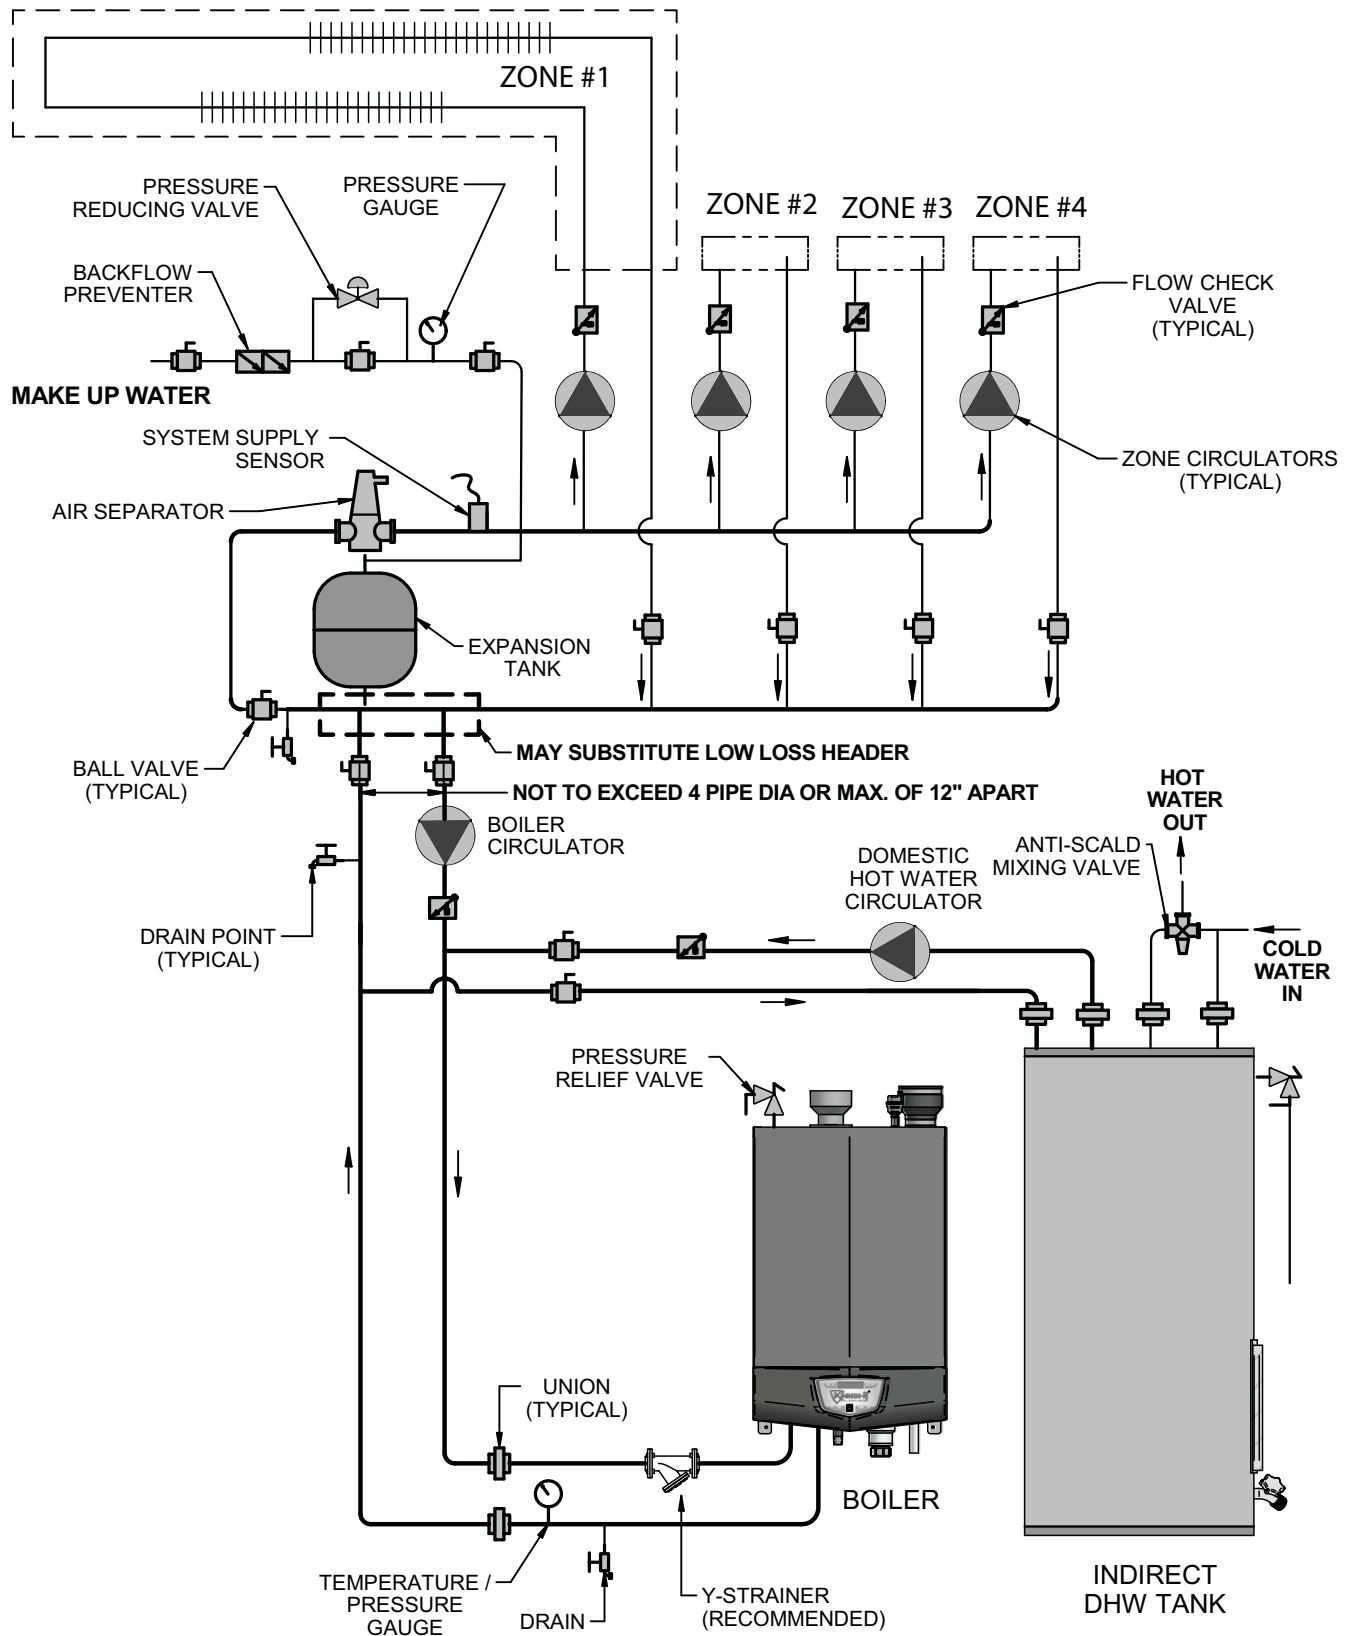 ZONE #1
PRESSURE
REDUCING VALVE
PRESSURE
GAUGE
ZONE #2
ZONE #3
ZONE #4
BACKFLOW
PREVENTER
FLOW CHECK
VALVE
(TYPICAL)
MAKE UP WATER
SYSTEM SUPPLY
SENSOR
ZONE CIRCULATORS
(TYPICAL)
AIR SEPARATOR
EXPANSION
TANK
MAY SUBSTITUTE LOW LOSS HEADER
BALL VALVE
(TYPICAL)
NOT TO EXCEED 4 PIPE DIA OR MAX. OF 12" APART
HOT
WATER
OUT
BOILER
CIRCULATOR
DOMESTIC
HOT WATER
CIRCULATOR
ANTI-SCALD
MIXING VALVE
DRAIN POINT
(TYPICAL)
COLD
WATER
IN
PRESSURE
RELIEF VALVE
KNIGHT
UNION
(TYPICAL)
BOILER
TEMPERATURE /
PRESSURE
GAUGE
DRAIN
Y-STRAINER
(RECOMMENDED)
INDIRECT
DHW TANK